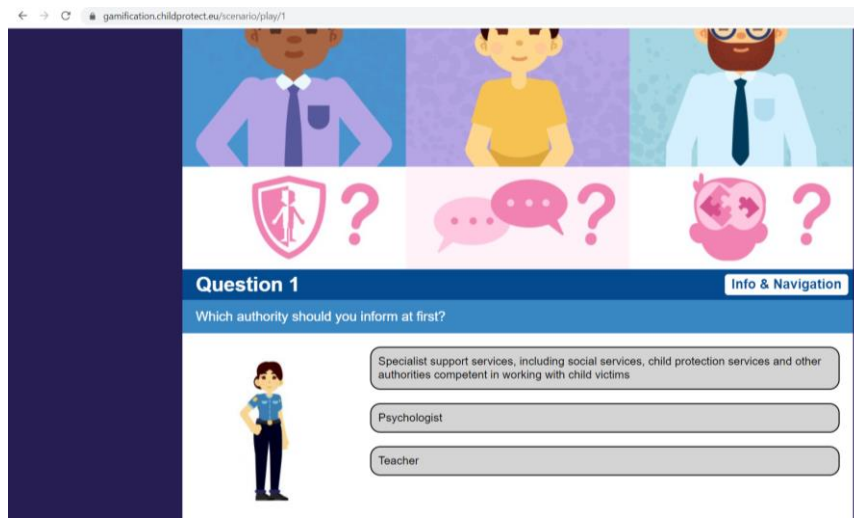 gamification.childprotect.eu/scenario/play/1
? ? ?
Question 1 Info & Navigation
Which authority should you inform at first?
Specialist support services, including social services, child protection services and other
authorities competent in working with child victims
Psychologist
Teacher